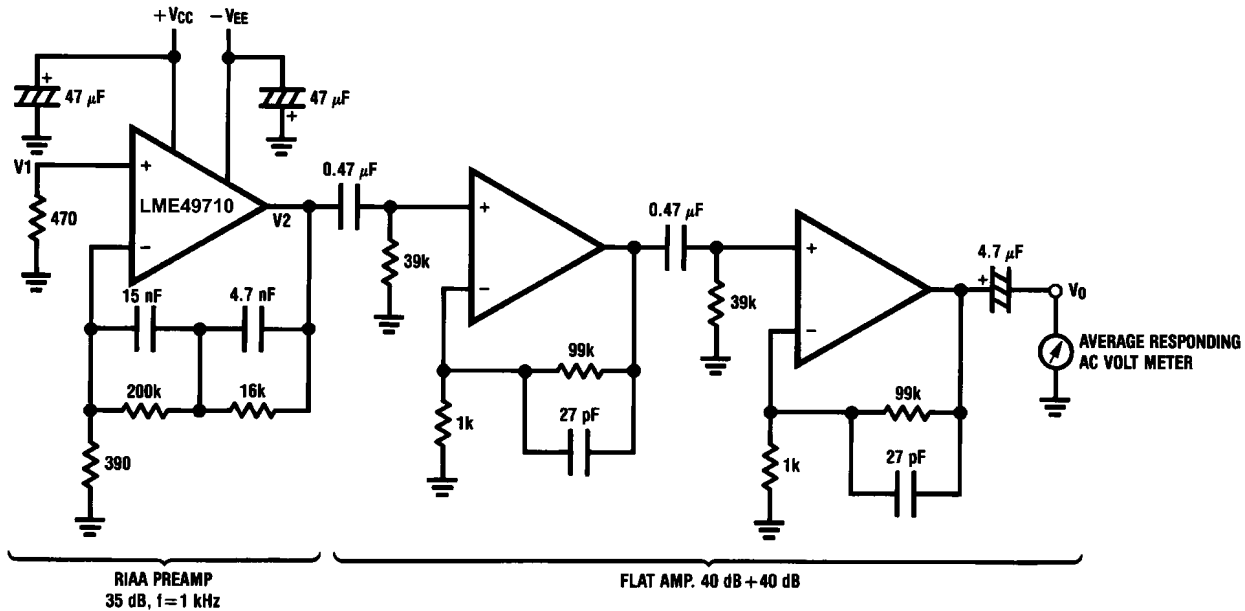 +VCC
−VEE
+
47 µF
47 µF
+
V1
+
LME49710
−
V2
470
15 nF
4.7 nF
200k
16k
390
0.47 µF
39k
+
−
99k
1k
27 pF
0.47 µF
39k
+
−
99k
1k
27 pF
4.7 µF
+
VO
AVERAGE RESPONDING
AC VOLT METER
RIAA PREAMP
35 dB, f=1 kHz
FLAT AMP. 40 dB+40 dB